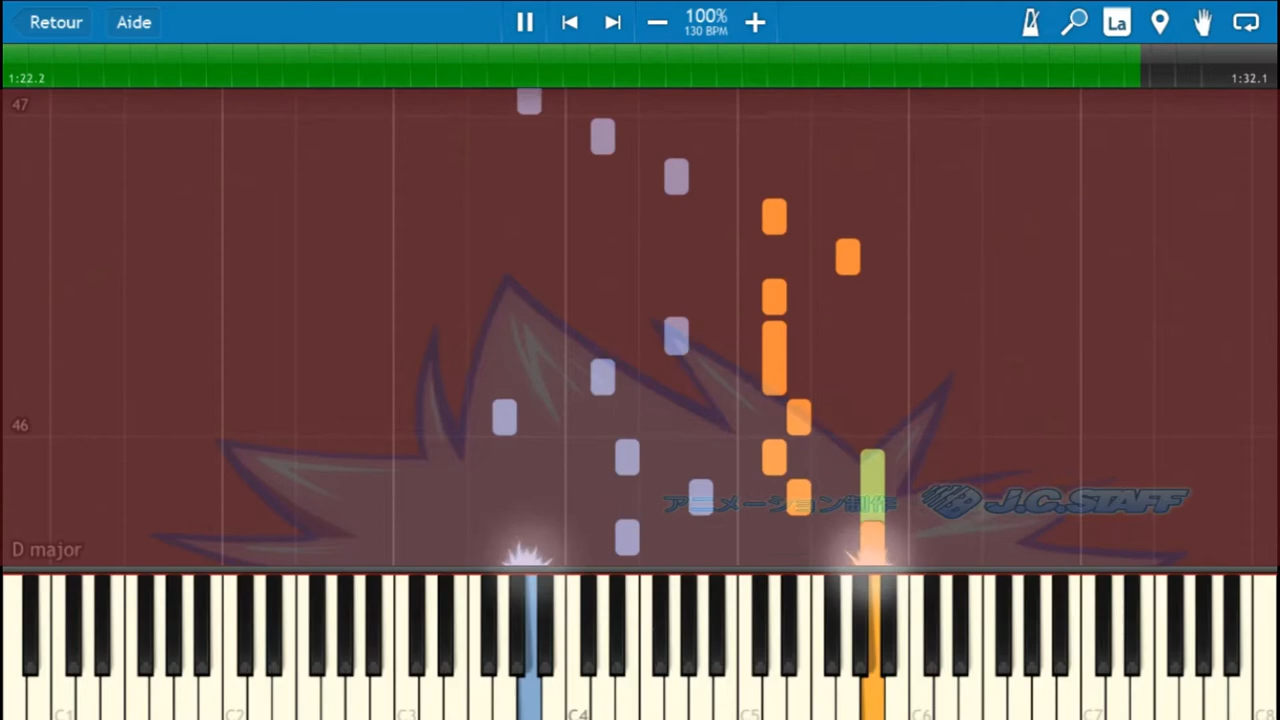 Retour
Aide
100%
130 BPM
La
1:22.2
1:32.1
47
46
アニメーション制作
J.C.STAFF
D major
C1
C2
C3
C4
C5
C6
C7
C8